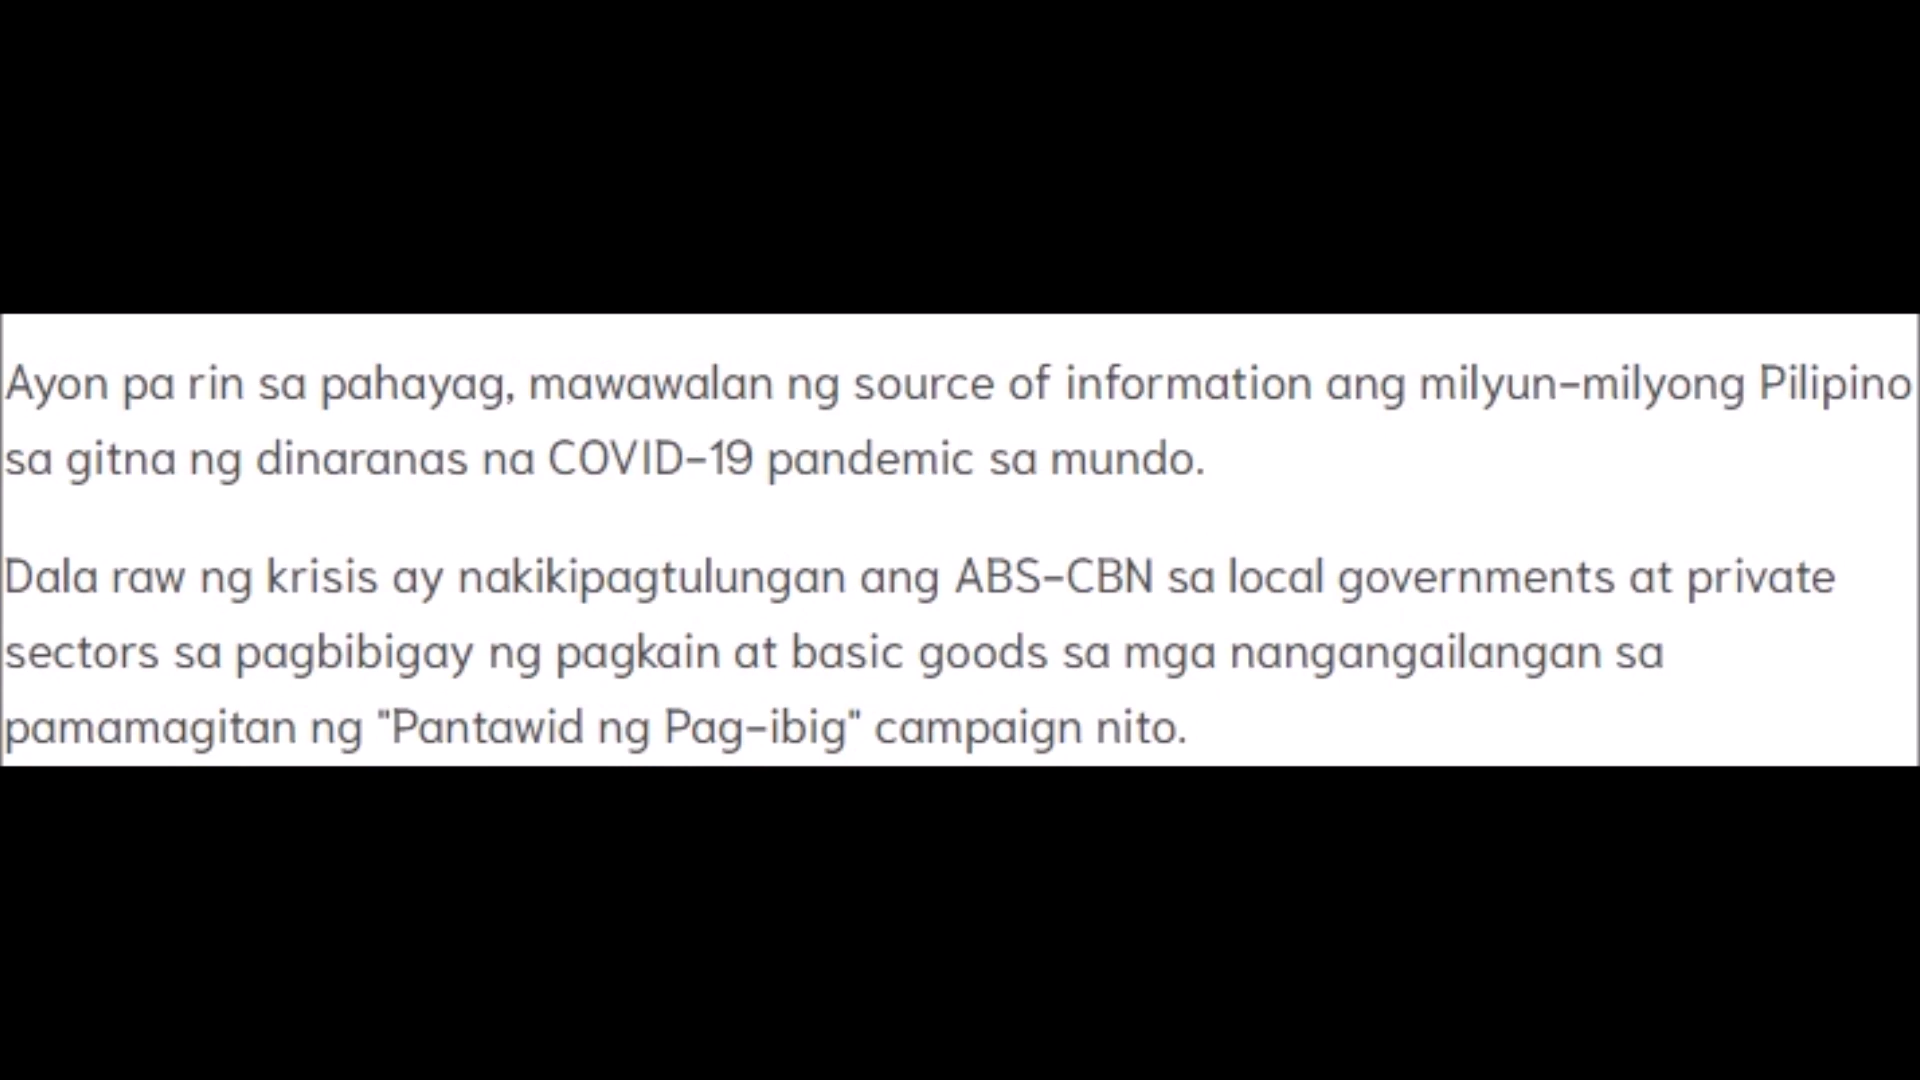 Ayon pa rin sa pahayag, mawawalan ng source of information ang milyun-milyong Pilipino
sa gitna ng dinaranas na COVID-19 pandemic sa mundo.
Dala raw ng krisis ay nakikipagtulungan ang ABS-CBN sa local governments at private
sectors sa pagbibigay ng pagkain at basic goods sa mga nangangailangan sa
pamamagitan ng "Pantawid ng Pag-ibig" campaign nito.